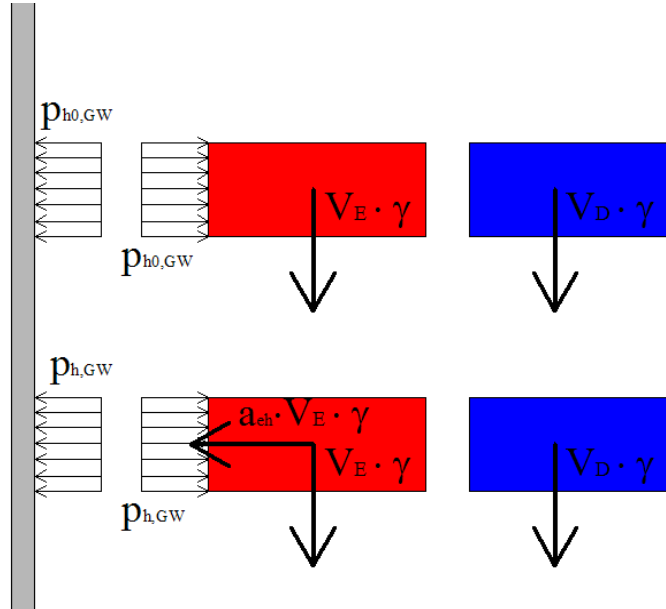 ph0,GW
VE · γ
VD · γ
ph0,GW
ph,GW
aeh·VE · γ
VE · γ
VD · γ
ph,GW